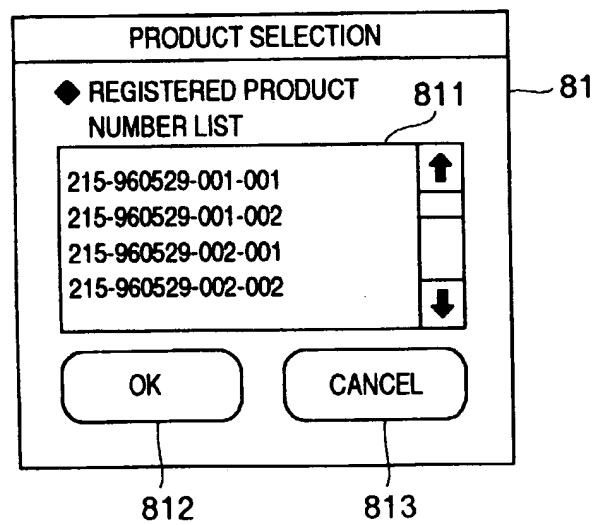 PRODUCT SELECTION
◆ REGISTERED PRODUCT
NUMBER LIST
811
81
215-960529-001-001
215-960529-001-002
215-960529-002-001
215-960529-002-002
OK
CANCEL
812
813